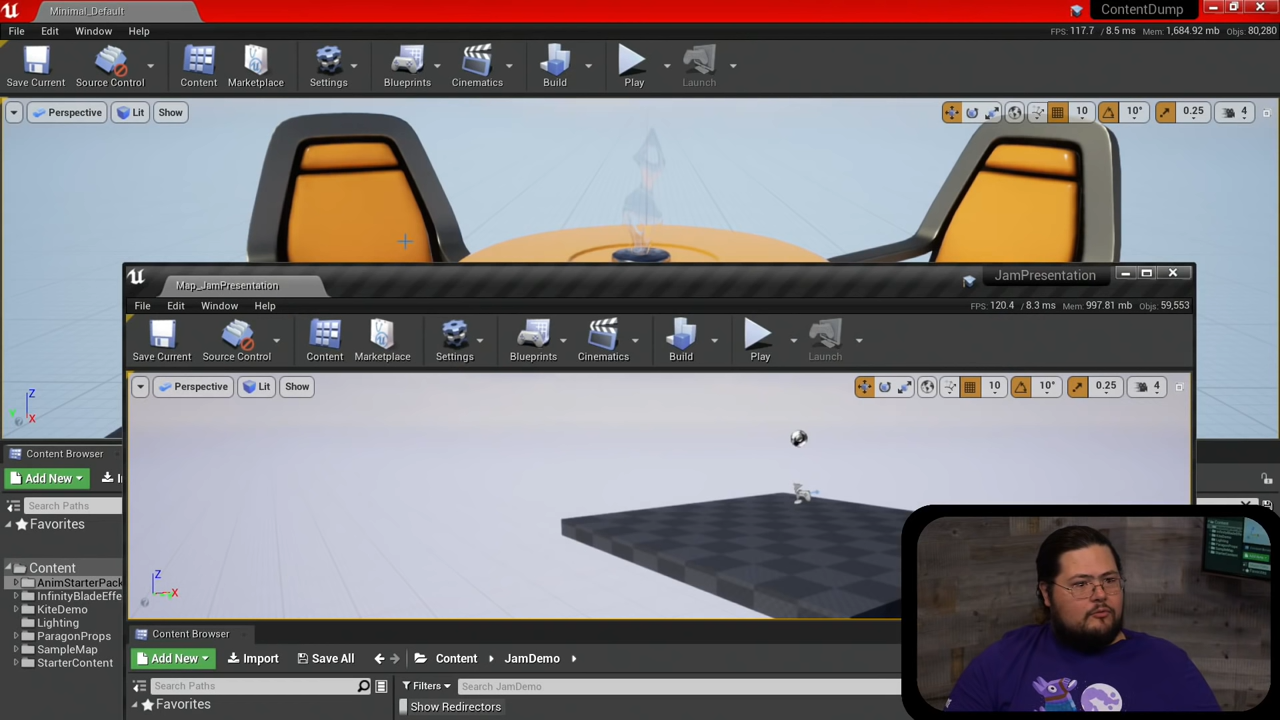 Minimal_Default
ContentDump
File Edit Window Help
FPS: 117.7 / 8.5 ms Mem: 1,684.92 mb Objs: 80,280
Save Current Source Control Content Marketplace Settings Blueprints Cinematics Build Play Launch
Perspective Lit Show
10 10° 0.25 4
Map_JamPresentation
JamPresentation
File Edit Window Help
FPS: 120.4 / 8.3 ms Mem: 997.81 mb Objs: 59,553
Save Current Source Control Content Marketplace Settings Blueprints Cinematics Build Play Launch
Perspective Lit Show
10 10° 0.25 4
Z
X
Z
X
Content Browser
Add New
Search Paths
Favorites
Content
AnimStarterPack
InfinityBladeEffe
KiteDemo
Lighting
ParagonProps
SampleMap
StarterContent
Content Browser
Add New Import Save All Content JamDemo
Search Paths Filters Search JamDemo
Favorites Show Redirectors